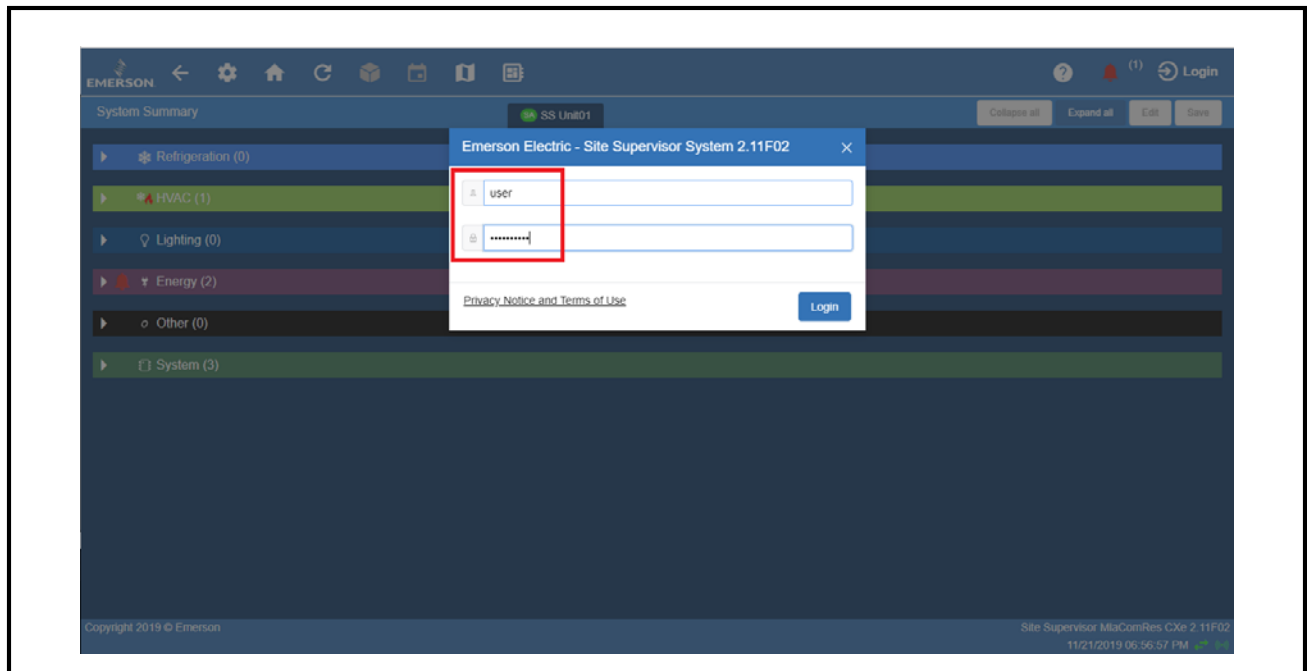 EMERSON
(1) Login
System Summary
SA SS Unit01
Collapse all Expand all Edit Save
Emerson Electric - Site Supervisor System 2.11F02
Refrigeration (0)
user
HVAC (1)
Lighting (0)
••••••••••
Energy (2)
Privacy Notice and Terms of Use
Login
Other (0)
System (3)
Copyright 2019 © Emerson
Site Supervisor MlaComRes CXe 2.11F02
11/21/2019 06:56:57 PM